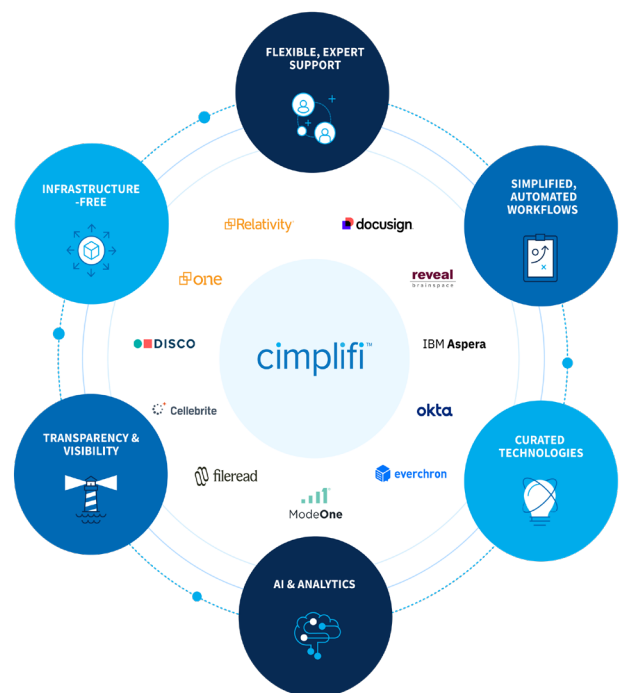 FLEXIBLE, EXPERT
SUPPORT
SIMPLIFIED,
AUTOMATED
WORKFLOWS
INFRASTRUCTURE
-FREE
Relativity
docusign
one
reveal
brainspace
cimplifi™
DISCO
IBM Aspera
Cellebrite
okta
TRANSPARENCY &
VISIBILITY
CURATED
TECHNOLOGIES
fileread
everchron
ModeOne
AI & ANALYTICS